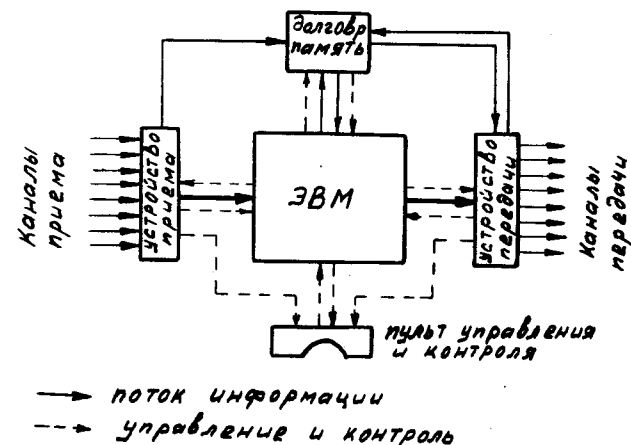 Долговр
память
Каналы
приема
устройство
приема
ЭВМ
устройство
передачи
Каналы
передачи
пульт управления
и контроля
поток информации
управление и контроль